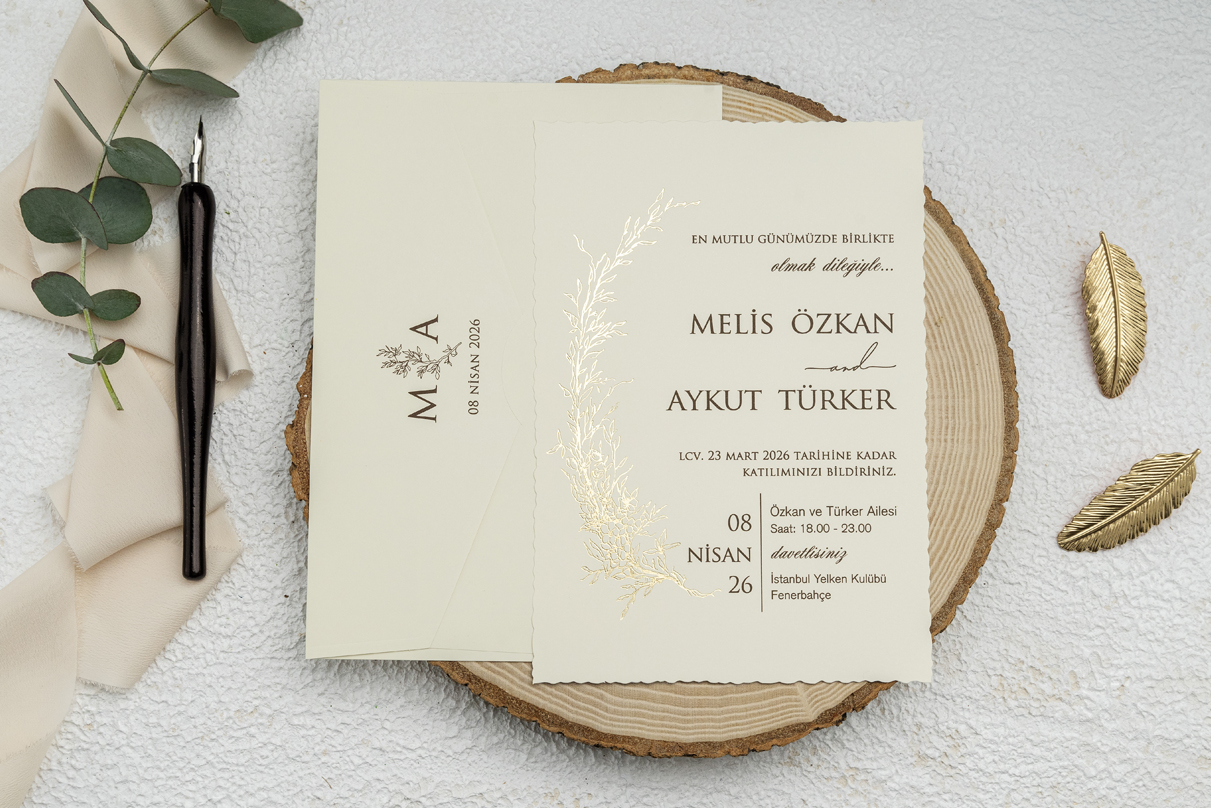 M A
08 NİSAN 2026
EN MUTLU GÜNÜMÜZDE BİRLİKTE
olmak dileğiyle...
MELİS ÖZKAN
and
AYKUT TÜRKER
LCV. 23 MART 2026 TARİHİNE KADAR
KATILIMINIZI BİLDİRİNİZ.
08
NİSAN
26
Özkan ve Türker Ailesi
Saat: 18.00 - 23.00
davetlisiniz
İstanbul Yelken Kulübü
Fenerbahçe